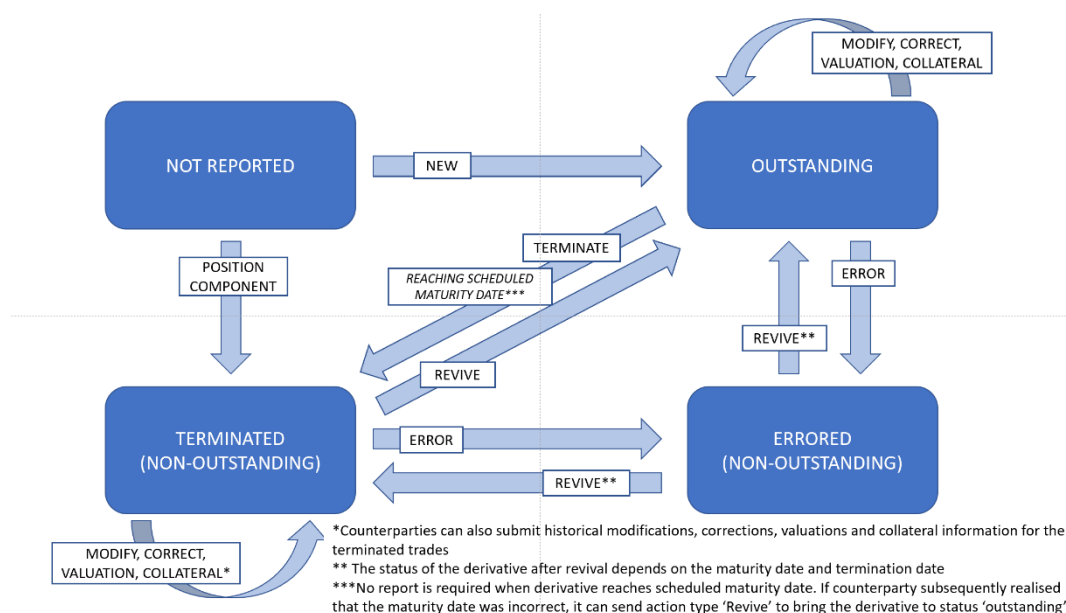 MODIFY, CORRECT,
VALUATION, COLLATERAL
NOT REPORTED
NEW
OUTSTANDING
TERMINATE
POSITION
COMPONENT
REACHING SCHEDULED
MATURITY DATE***
ERROR
REVIVE**
REVIVE
TERMINATED
(NON-OUTSTANDING)
ERROR
ERRORED
(NON-OUTSTANDING)
REVIVE**
MODIFY, CORRECT,
VALUATION, COLLATERAL*
*Counterparties can also submit historical modifications, corrections, valuations and collateral information for the
terminated trades
** The status of the derivative after revival depends on the maturity date and termination date
***No report is required when derivative reaches scheduled maturity date. If counterparty subsequently realised
that the maturity date was incorrect, it can send action type ‘Revive’ to bring the derivative to status ‘outstanding’